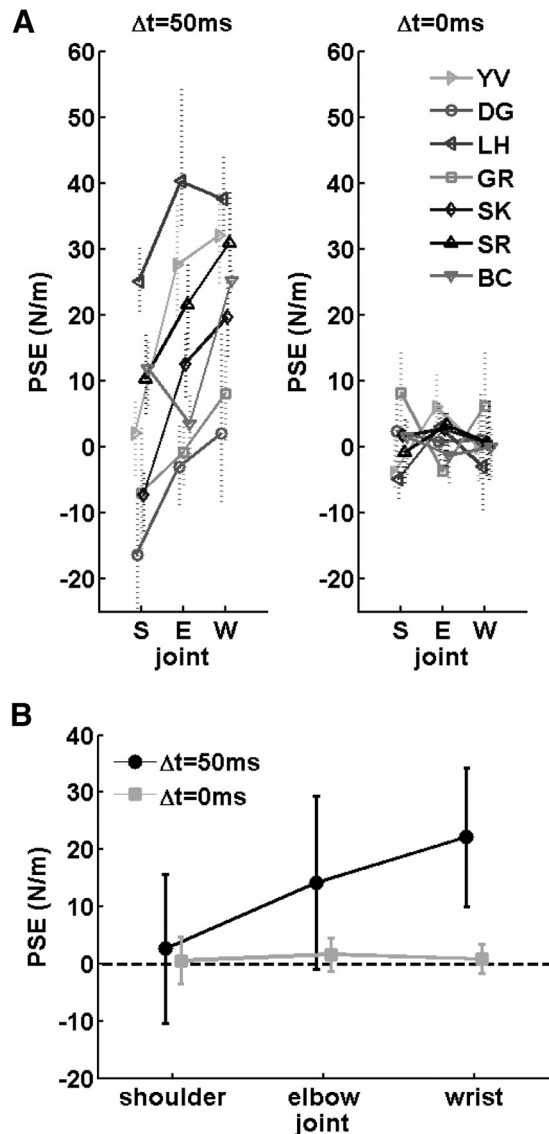 A
Δt=50ms
Δt=0ms
PSE (N/m)
60
50
40
30
20
10
0
-10
-20
S E W
joint
PSE (N/m)
60
50
40
30
20
10
0
-10
-20
S E W
joint
YV
DG
LH
GR
SK
SR
BC
B
PSE (N/m)
40
30
20
10
0
-10
-20
Δt=50ms
Δt=0ms
shoulder elbow wrist
joint